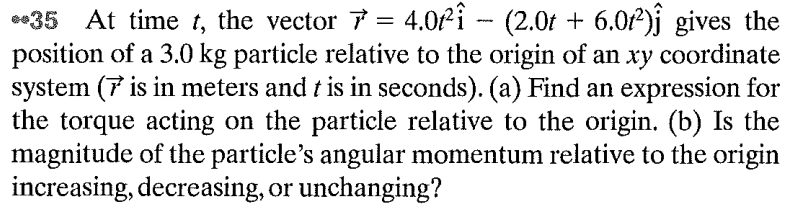 ••35 At time t, the vector r⃗ = 4.0t²î − (2.0t + 6.0t²)ĵ gives the
position of a 3.0 kg particle relative to the origin of an xy coordinate
system (r⃗ is in meters and t is in seconds). (a) Find an expression for
the torque acting on the particle relative to the origin. (b) Is the
magnitude of the particle’s angular momentum relative to the origin
increasing, decreasing, or unchanging?